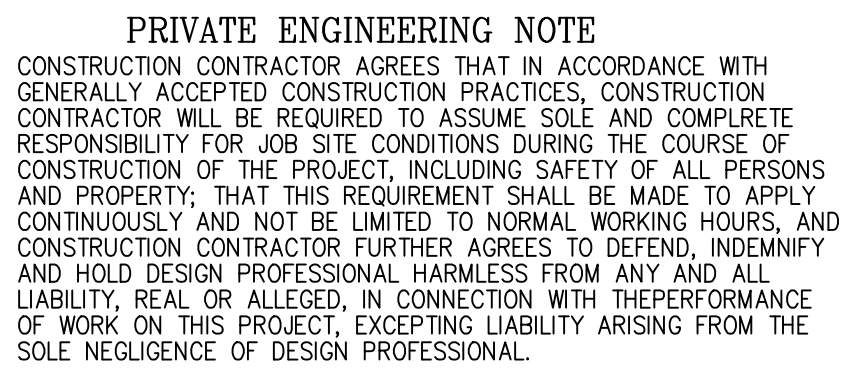 PRIVATE ENGINEERING NOTE
CONSTRUCTION CONTRACTOR AGREES THAT IN ACCORDANCE WITH
GENERALLY ACCEPTED CONSTRUCTION PRACTICES, CONSTRUCTION
CONTRACTOR WILL BE REQUIRED TO ASSUME SOLE AND COMPLRETE
RESPONSIBILITY FOR JOB SITE CONDITIONS DURING THE COURSE OF
CONSTRUCTION OF THE PROJECT, INCLUDING SAFETY OF ALL PERSONS
AND PROPERTY; THAT THIS REQUIREMENT SHALL BE MADE TO APPLY
CONTINUOUSLY AND NOT BE LIMITED TO NORMAL WORKING HOURS, AND
CONSTRUCTION CONTRACTOR FURTHER AGREES TO DEFEND, INDEMNIFY
AND HOLD DESIGN PROFESSIONAL HARMLESS FROM ANY AND ALL
LIABILITY, REAL OR ALLEGED, IN CONNECTION WITH THEPERFORMANCE
OF WORK ON THIS PROJECT, EXCEPTING LIABILITY ARISING FROM THE
SOLE NEGLIGENCE OF DESIGN PROFESSIONAL.